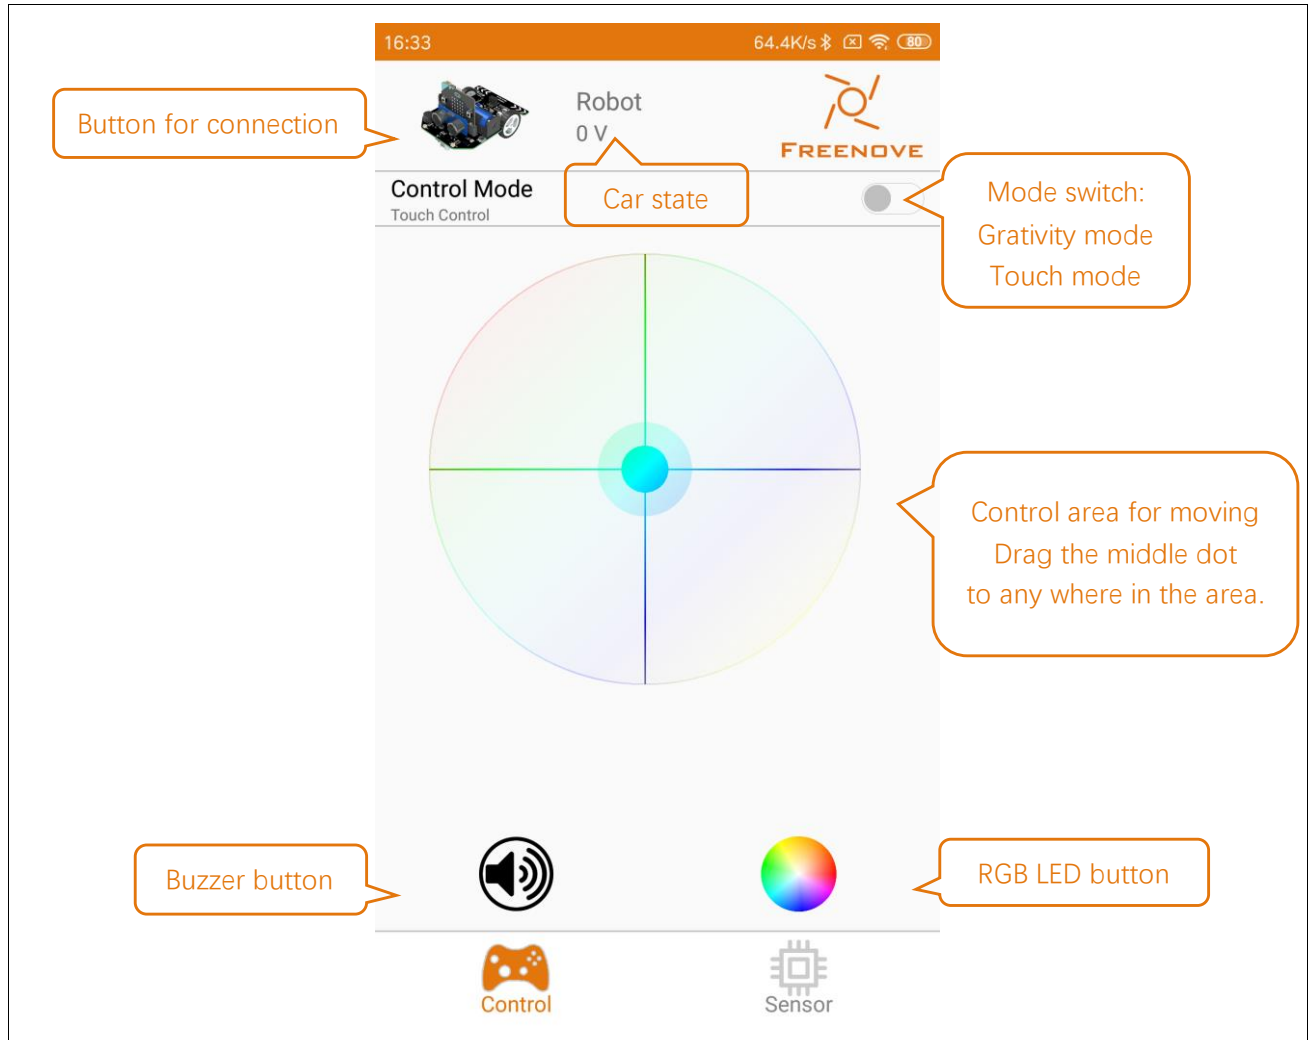 16:33
64.4K/s
80
Button for connection
Robot
0 V
FREENOVE
Control Mode
Touch Control
Car state
Mode switch:
Grativity mode
Touch mode
Control area for moving
Drag the middle dot
to any where in the area.
Buzzer button
RGB LED button
Control
Sensor